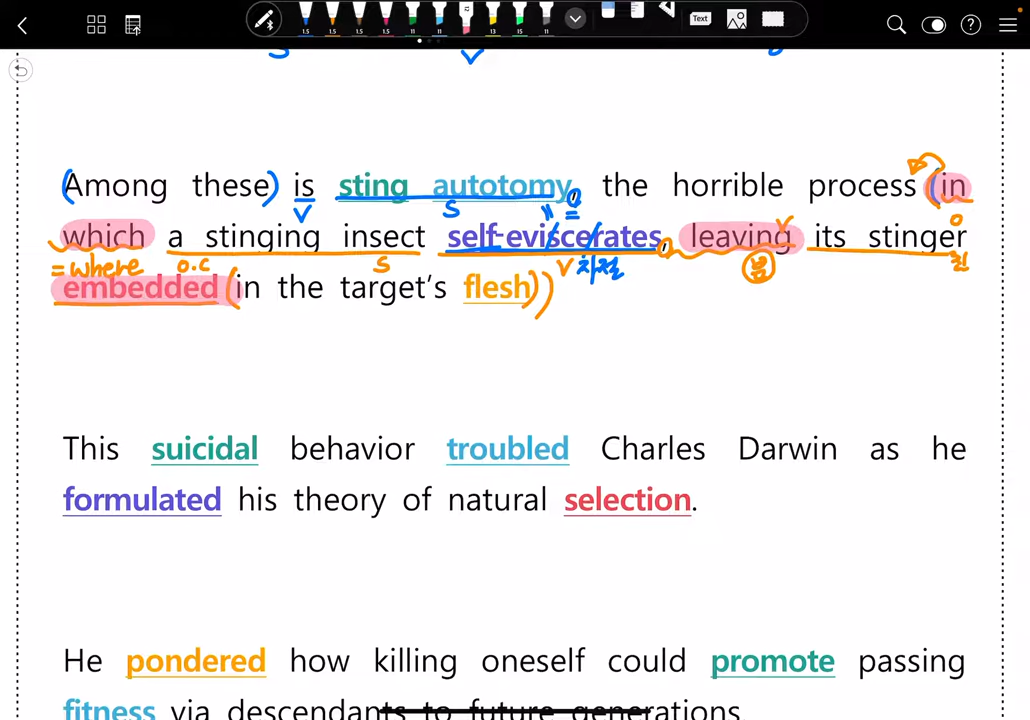 Text
Among these is sting autotomy, the horrible process (in
v s =
which a stinging insect self-eviscerates, leaving its stinger
= where o.c s v 자절 o
embedded (in the target's flesh))
This suicidal behavior troubled Charles Darwin as he
formulated his theory of natural selection.
He pondered how killing oneself could promote passing
fitness via descendants to future generations.